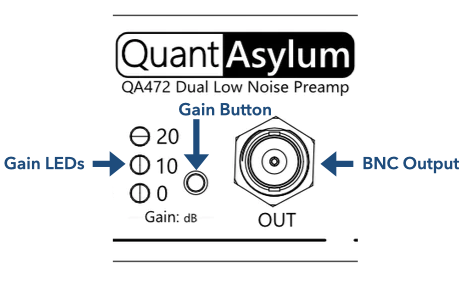 QuantAsylum
QA472 Dual Low Noise Preamp
Gain Button
20
Gain LEDs
10
BNC Output
0
Gain: dB
OUT